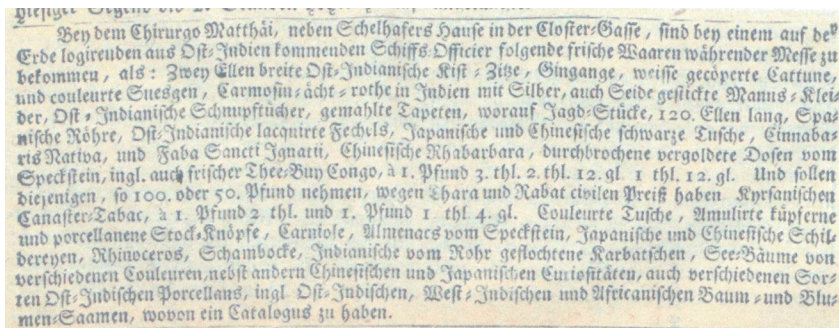 hiesiger Gegend die
Bey dem Chirurgo Matthäi, neben Schelhafers Hause in der Closter-Gasse, sind bey einem auf der
Erde logirenden aus Ost-Indien kommenden Schiffs-Officier folgende frische Waaren währender Messe zu
bekommen, als: Zwey Ellen breite Ost-Indianische Kist-Zitze, Gingange, weisse gecöperte Cattune,
und couleurte Suesgen, Carmosin-ächt-rothe in Indien mit Silber, auch Seide gestickte Manns-Klei-
der, Ost-Indianische Schnupftücher, gemahlte Tapeten, worauf Jagd-Stücke, 120. Ellen lang, Spa-
nische Röhre, Ost-Indianische lacquirte Fechels, Japanische und Chinesische schwarze Tusche, Cinnaba-
ris Nativa, und Faba Sancti Ignatii, Chinesische Rhabarbara, durchbrochene vergoldete Dosen vom
Speckstein, ingl. auch frischer Thee-Buy Congo, à 1. Pfund 3. thl. 2. thl. 12. gl. 1 thl. 12. gl. Und sollen
diejenigen, so 100. oder 50. Pfund nehmen, wegen Thara und Rabat civilen Preiß haben Kyrsanischen
Canaster-Tabac, à 1. Pfund 2 thl. und 1. Pfund 1 thl. 4. gl. Couleurte Tusche, Amulirte küpferne
und porcellanene Stock-Knöpfe, Carniole, Almenacs vom Speckstein, Japanische und Chinesische Schil-
dereyen, Rhinoceros, Schambocke, Indianische vom Rohr geflochtene Karbatschen, See-Bäume von
verschiedenen Couleuren, nebst andern Chinesischen und Japanischen Curiositäten, auch verschiedenen Sor-
ten Ost-Indischen Porcellans, ingl Ost-Indischen, West-Indischen und Africanischen Baum- und Blu-
men-Saamen, wovon ein Catalogus zu haben.